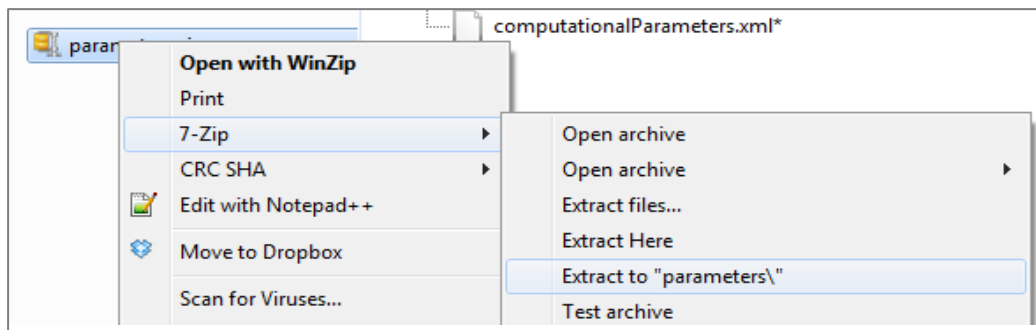 computationalParameters.xml*
Open with WinZip
Print
7-Zip
CRC SHA
Edit with Notepad++
Move to Dropbox
Scan for Viruses...
Open archive
Open archive
Extract files...
Extract Here
Extract to "parameters\"
Test archive